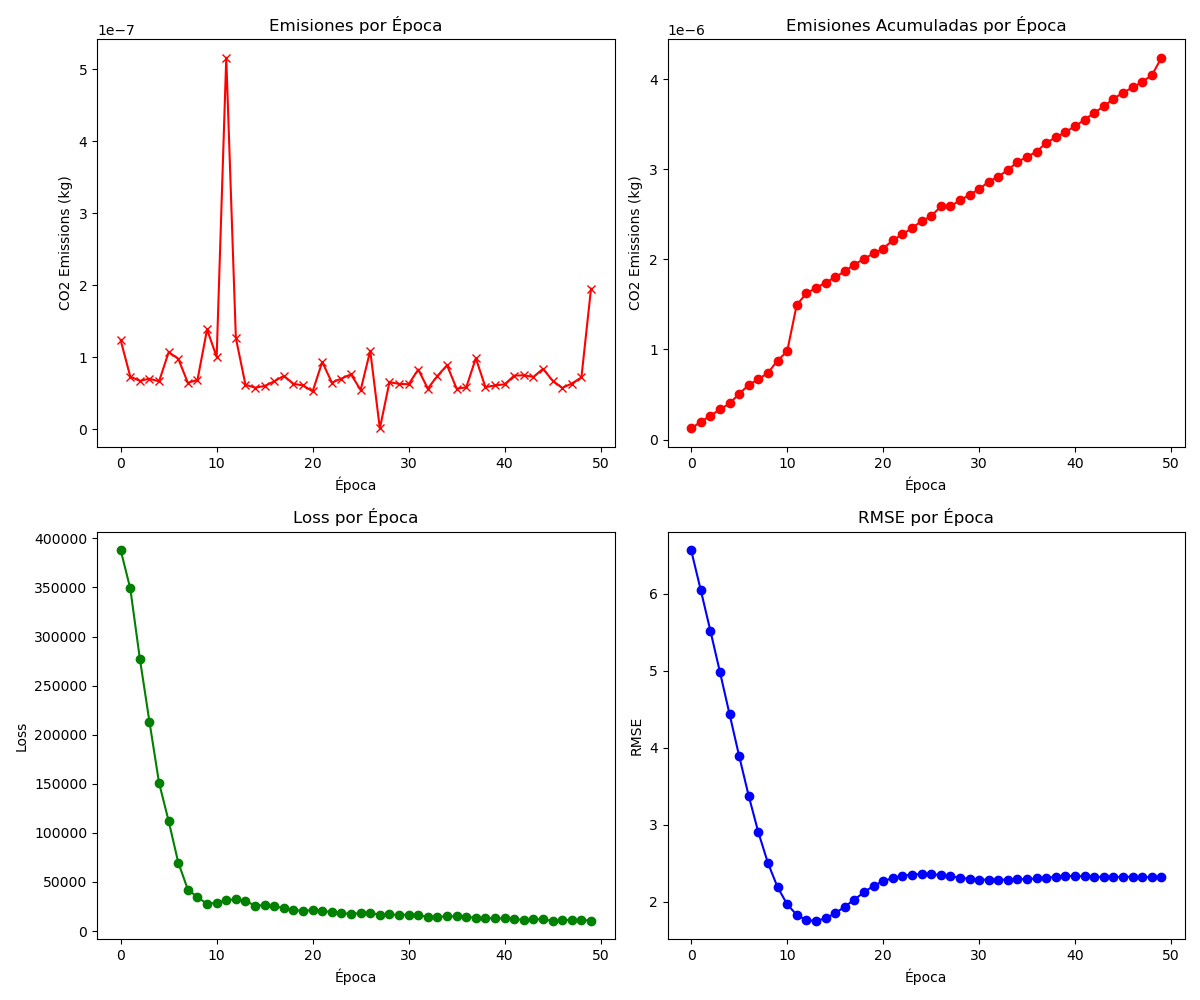 Emisiones por Época
1e−7
CO2 Emissions (kg)
5
4
3
2
1
0
0 10 20 30 40 50
Época
Emisiones Acumuladas por Época
1e−6
CO2 Emissions (kg)
4
3
2
1
0
0 10 20 30 40 50
Época
Loss por Época
Loss
400000
350000
300000
250000
200000
150000
100000
50000
0
0 10 20 30 40 50
Época
RMSE por Época
RMSE
6
5
4
3
2
0 10 20 30 40 50
Época